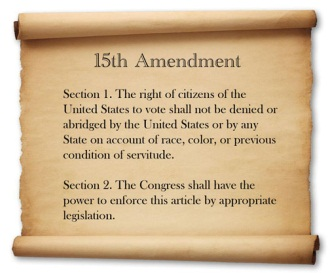 15th Amendment
Section 1. The right of citizens of the
United States to vote shall not be denied or
abridged by the United States or by any
State on account of race, color, or previous
condition of servitude.
Section 2. The Congress shall have the
power to enforce this article by appropriate
legislation.